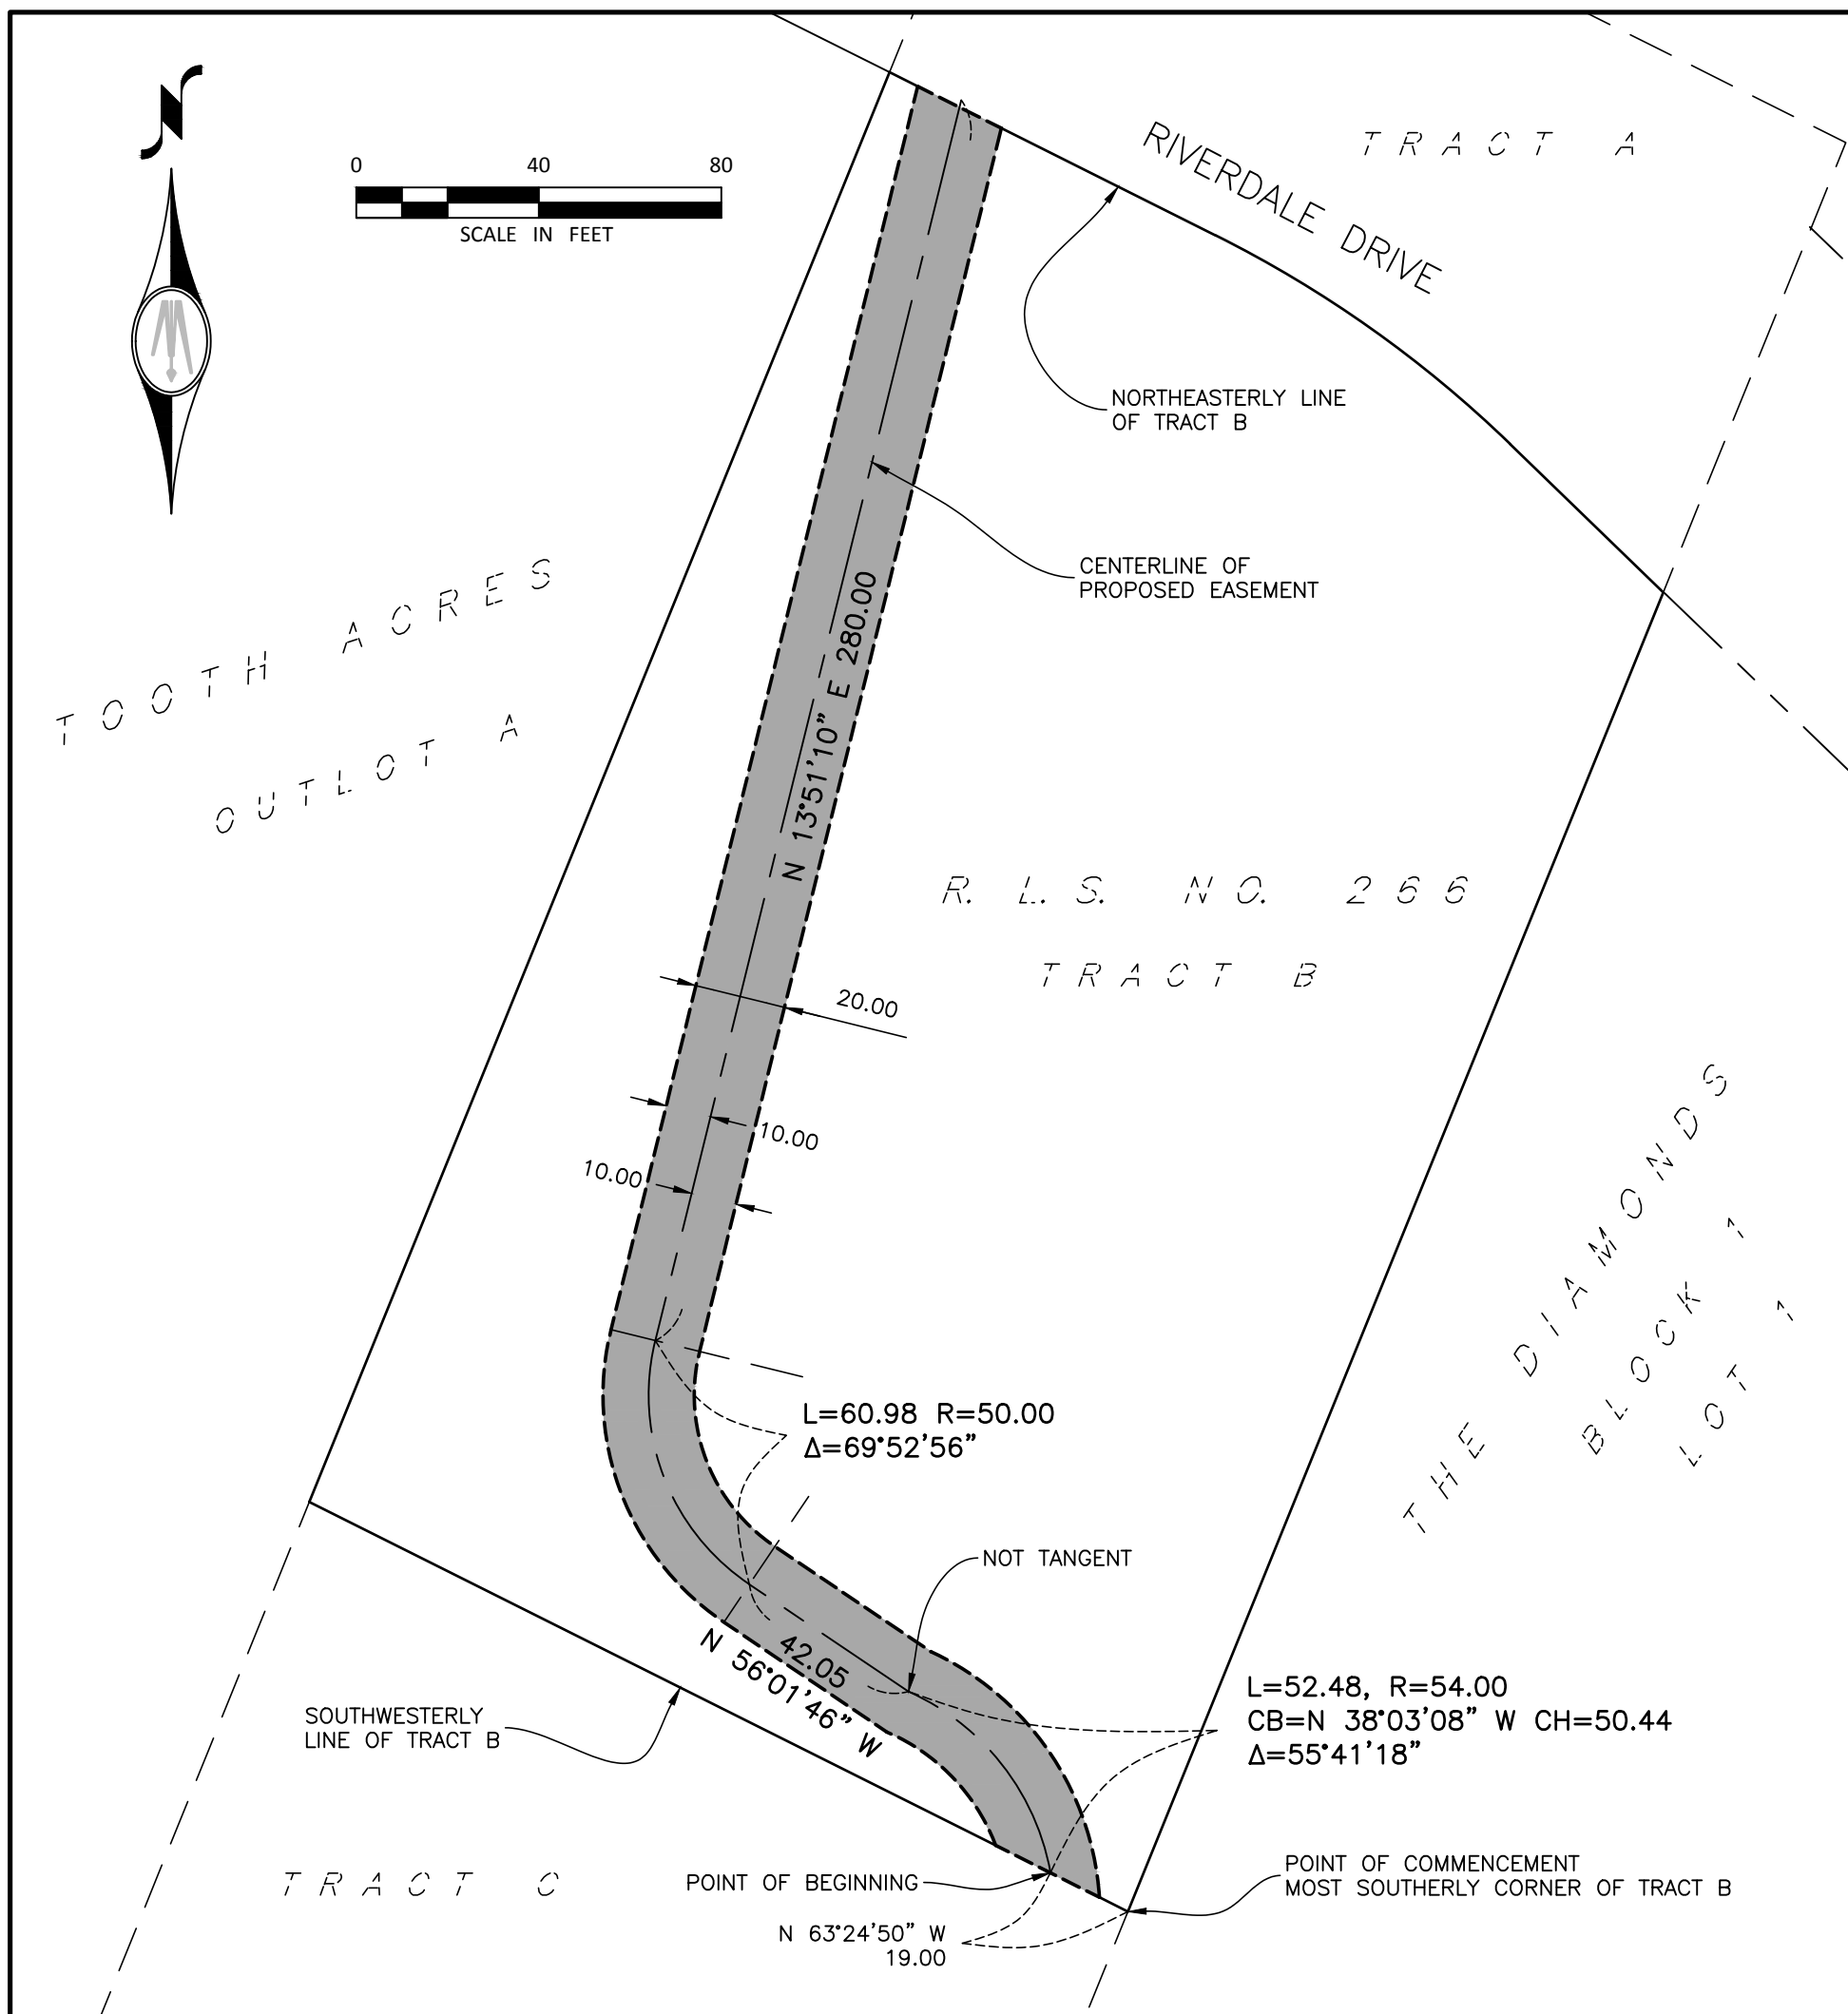 N
0 40 80
SCALE IN FEET
RIVERDALE DRIVE
TRACT A
NORTHEASTERLY LINE
OF TRACT B
CENTERLINE OF
PROPOSED EASEMENT
TOOTH ACRES
OUTLOT A
N 13°51'10" E 280.00
R. L. S. NO. 266
TRACT B
20.00
10.00
10.00
THE DIAMONDS
BLOCK 1
LOT 1
L=60.98 R=50.00
Δ=69°52'56"
NOT TANGENT
42.05
N 56°01'46" W
L=52.48, R=54.00
CB=N 38°03'08" W CH=50.44
Δ=55°41'18"
SOUTHWESTERLY
LINE OF TRACT B
TRACT C
POINT OF BEGINNING
POINT OF COMMENCEMENT
MOST SOUTHERLY CORNER OF TRACT B
N 63°24'50" W
19.00